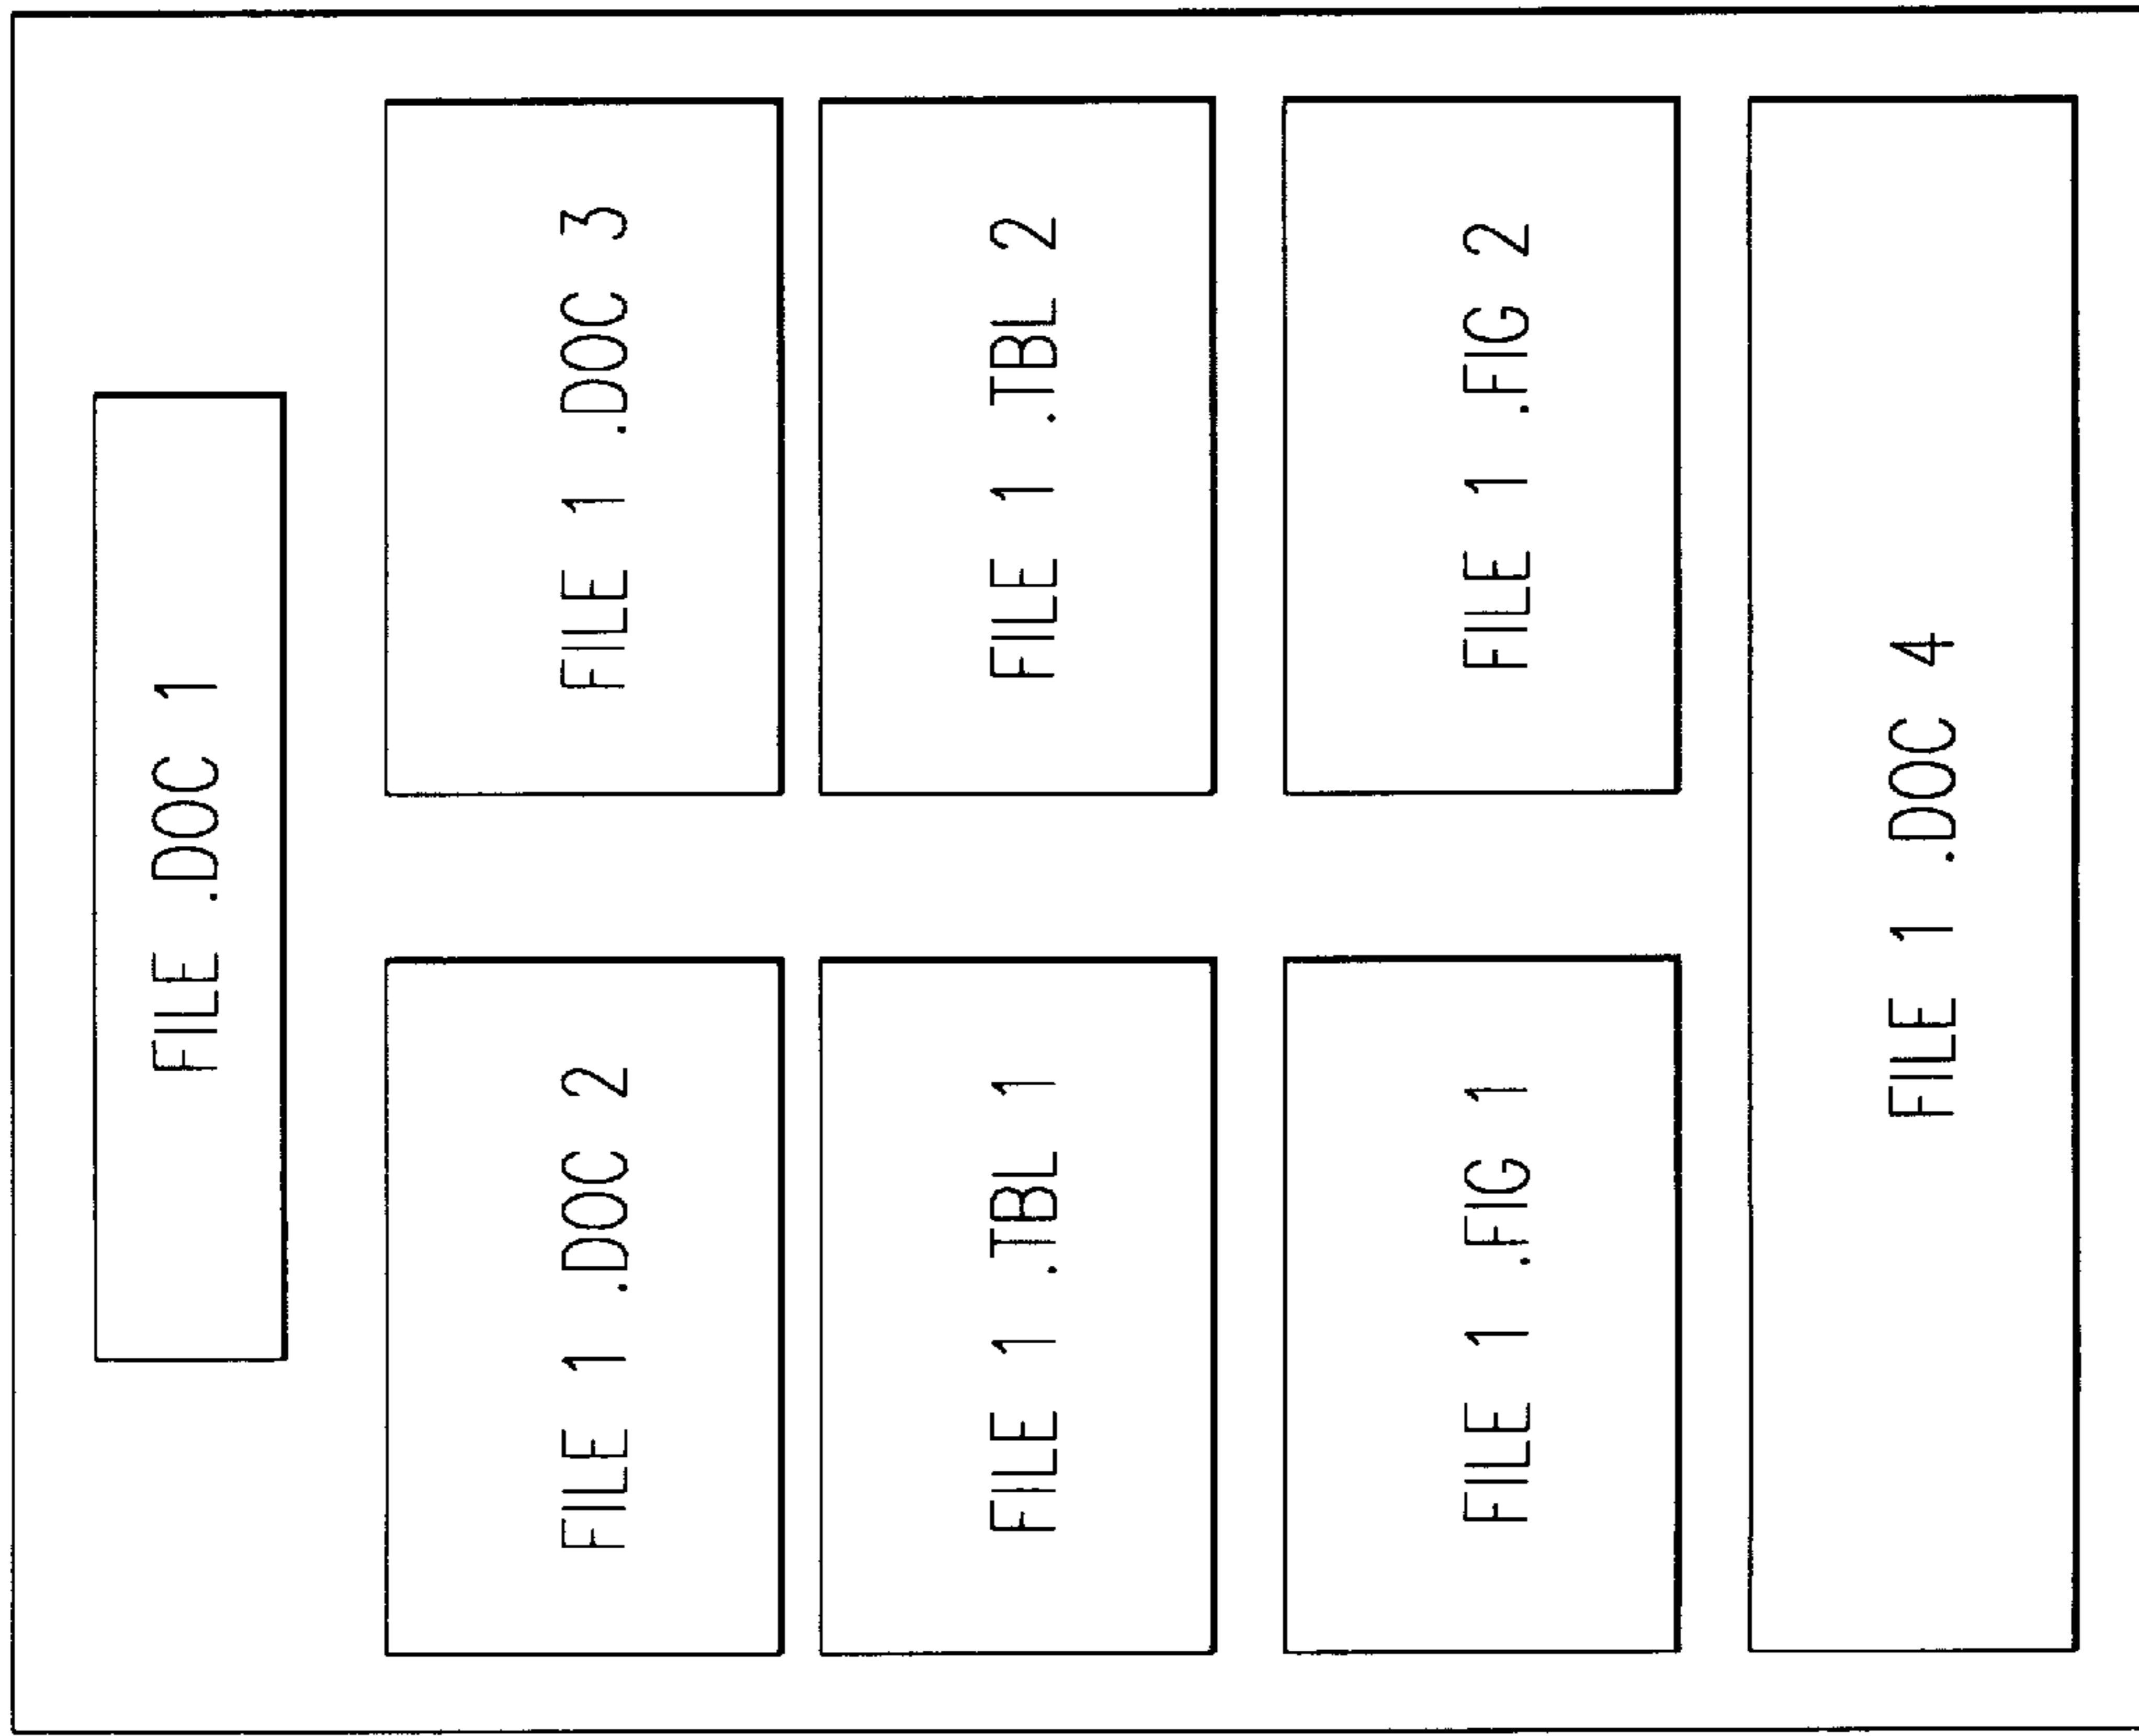 FILE .DOC 1
FILE 1 .DOC 2
FILE 1 .DOC 3
FILE 1 .TBL 1
FILE 1 .TBL 2
FILE 1 .FIG 1
FILE 1 .FIG 2
FILE 1 .DOC 4